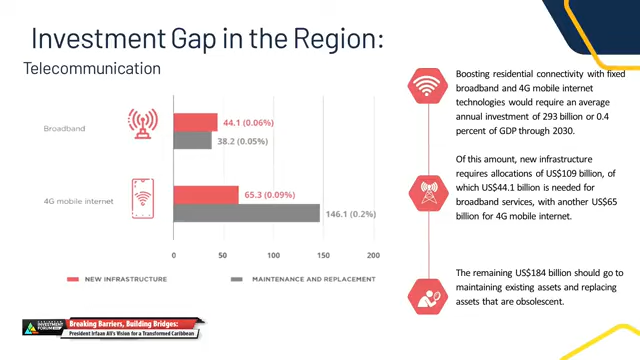 Investment Gap in the Region:
Telecommunication
Broadband
44.1 (0.06%)
38.2 (0.05%)
4G mobile internet
65.3 (0.09%)
146.1 (0.2%)
0 50 100 150 200
NEW INFRASTRUCTURE
MAINTENANCE AND REPLACEMENT
Boosting residential connectivity with fixed
broadband and 4G mobile internet
technologies would require an average
annual investment of 293 billion or 0.4
percent of GDP through 2030.
Of this amount, new infrastructure
requires allocations of US$109 billion, of
which US$44.1 billion is needed for
broadband services, with another US$65
billion for 4G mobile internet.
The remaining US$184 billion should go to
maintaining existing assets and replacing
assets that are obsolescent.
INVESTMENT
FORUM
Breaking Barriers, Building Bridges:
President Irfaan Ali's Vision for a Transformed Caribbean